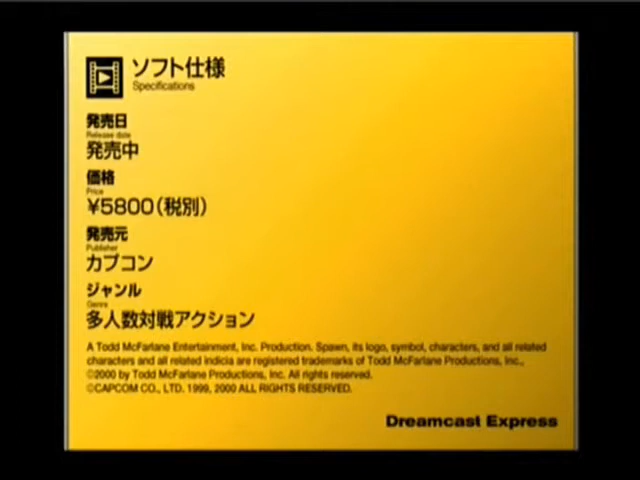 ソフト仕様
Specifications
発売日
Release date
発売中
価格
Price
¥5800（税別）
発売元
Publisher
カプコン
ジャンル
Genre
多人数対戦アクション
A Todd McFarlane Entertainment, Inc. Production. Spawn, its logo, symbol, characters, and all related
characters and all related indicia are registered trademarks of Todd McFarlane Productions, Inc.,
©2000 by Todd McFarlane Productions, Inc. All rights reserved.
©CAPCOM CO., LTD. 1999, 2000 ALL RIGHTS RESERVED.
Dreamcast Express